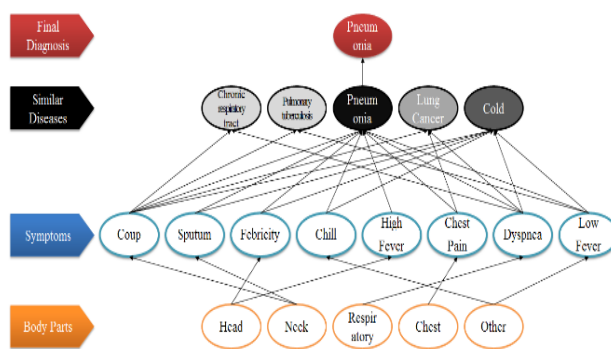 Final
Diagnosis
Pneum
onia
Similar
Diseases
Chronic
respiratory
tract
Pulmonary
tuberculosis
Pneum
onia
Lung
Cancer
Cold
Symptoms
Coup
Sputum
Febricity
Chill
High
Fever
Chest
Pain
Dyspnea
Low
Fever
Body Parts
Head
Neck
Respir
atory
Chest
Other